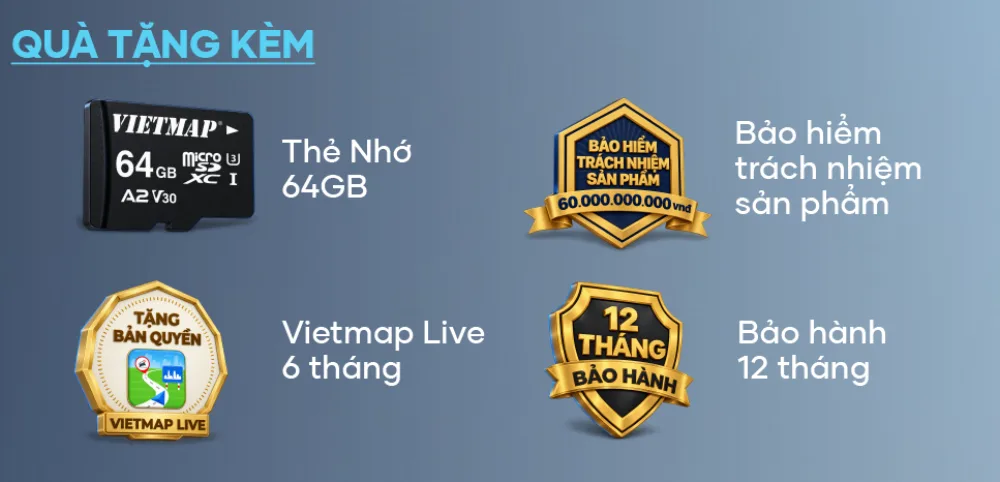 QUÀ TẶNG KÈM
VIETMAP
64GB micro SD XC U3 I
A2 V30
Thẻ Nhớ
64GB
BẢO HIỂM
TRÁCH NHIỆM
SẢN PHẨM
60.000.000.000 vnđ
Bảo hiểm
trách nhiệm
sản phẩm
TẶNG
BẢN QUYỀN
VIETMAP LIVE
Vietmap Live
6 tháng
12
THÁNG
BẢO HÀNH
Bảo hành
12 tháng